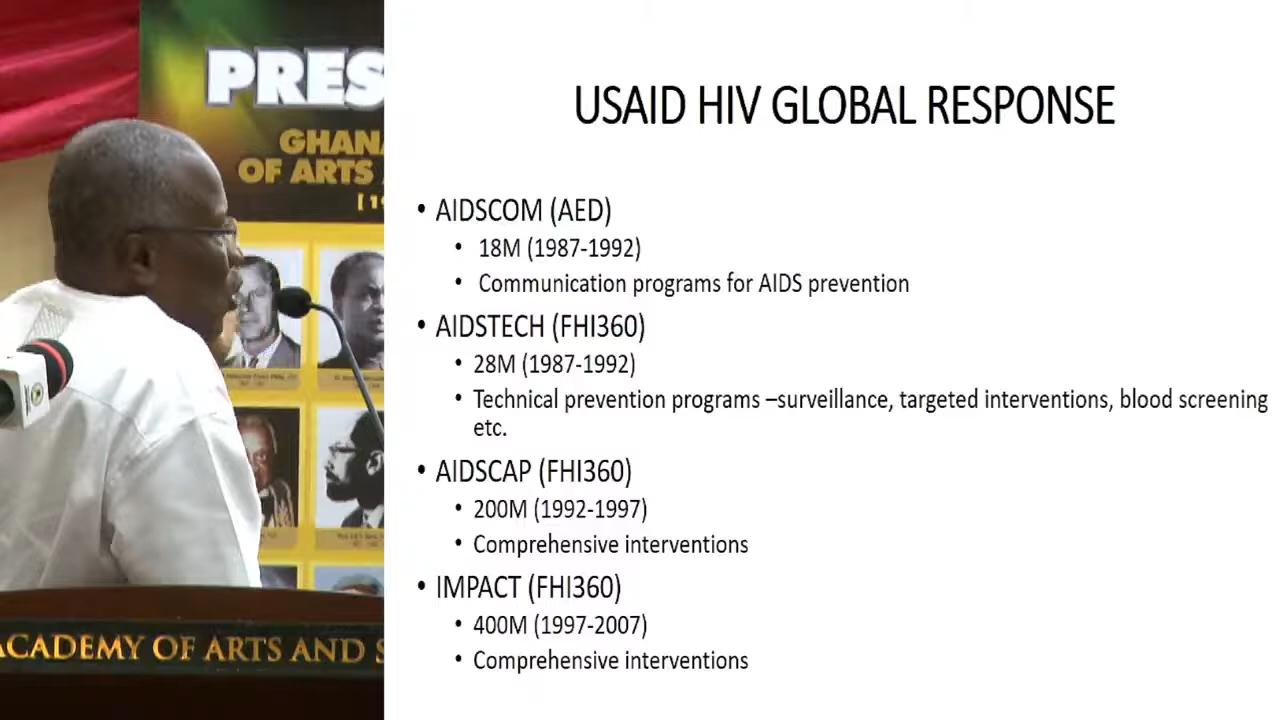 PRES
GHANA
OF ARTS
[19
ACADEMY OF ARTS AND S
USAID HIV GLOBAL RESPONSE
• AIDSCOM (AED)
• 18M (1987-1992)
• Communication programs for AIDS prevention
• AIDSTECH (FHI360)
• 28M (1987-1992)
• Technical prevention programs –surveillance, targeted interventions, blood screening
etc.
• AIDSCAP (FHI360)
• 200M (1992-1997)
• Comprehensive interventions
• IMPACT (FHI360)
• 400M (1997-2007)
• Comprehensive interventions